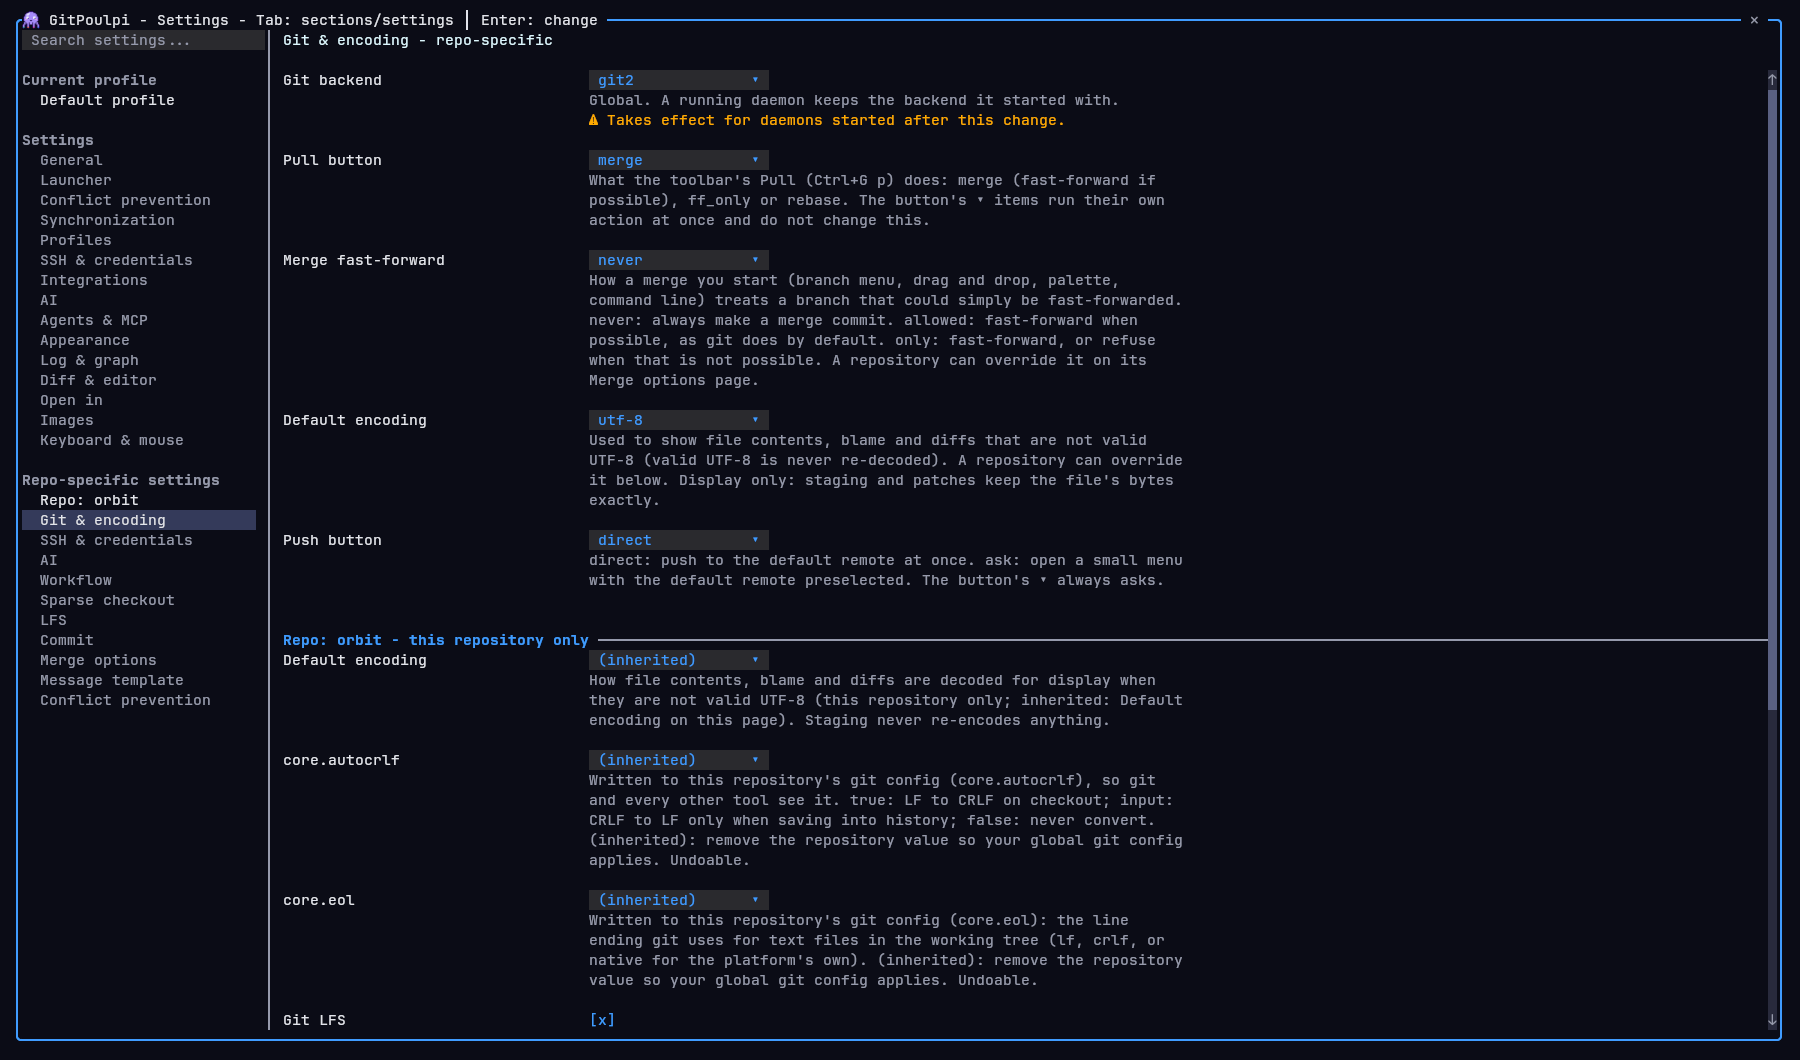 GitPoulpi - Settings - Tab: sections/settings | Enter: change ×
Search settings...
Current profile
Default profile
Settings
General
Launcher
Conflict prevention
Synchronization
Profiles
SSH & credentials
Integrations
AI
Agents & MCP
Appearance
Log & graph
Diff & editor
Open in
Images
Keyboard & mouse
Repo-specific settings
Repo: orbit
Git & encoding
SSH & credentials
AI
Workflow
Sparse checkout
LFS
Commit
Merge options
Message template
Conflict prevention
Git & encoding - repo-specific
Git backend git2 ▾
Global. A running daemon keeps the backend it started with.
⚠ Takes effect for daemons started after this change.
Pull button merge ▾
What the toolbar's Pull (Ctrl+G p) does: merge (fast-forward if
possible), ff_only or rebase. The button's ▾ items run their own
action at once and do not change this.
Merge fast-forward never ▾
How a merge you start (branch menu, drag and drop, palette,
command line) treats a branch that could simply be fast-forwarded.
never: always make a merge commit. allowed: fast-forward when
possible, as git does by default. only: fast-forward, or refuse
when that is not possible. A repository can override it on its
Merge options page.
Default encoding utf-8 ▾
Used to show file contents, blame and diffs that are not valid
UTF-8 (valid UTF-8 is never re-decoded). A repository can override
it below. Display only: staging and patches keep the file's bytes
exactly.
Push button direct ▾
direct: push to the default remote at once. ask: open a small menu
with the default remote preselected. The button's ▾ always asks.
Repo: orbit - this repository only
Default encoding (inherited) ▾
How file contents, blame and diffs are decoded for display when
they are not valid UTF-8 (this repository only; inherited: Default
encoding on this page). Staging never re-encodes anything.
core.autocrlf (inherited) ▾
Written to this repository's git config (core.autocrlf), so git
and every other tool see it. true: LF to CRLF on checkout; input:
CRLF to LF only when saving into history; false: never convert.
(inherited): remove the repository value so your global git config
applies. Undoable.
core.eol (inherited) ▾
Written to this repository's git config (core.eol): the line
ending git uses for text files in the working tree (lf, crlf, or
native for the platform's own). (inherited): remove the repository
value so your global git config applies. Undoable.
Git LFS [x]